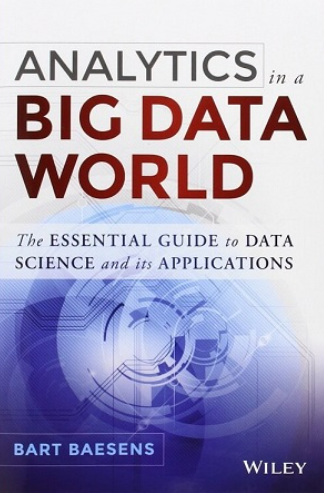 ANALYTICS in a
BIG DATA
WORLD
The ESSENTIAL GUIDE to DATA
SCIENCE and its APPLICATIONS
BART BAESENS
WILEY